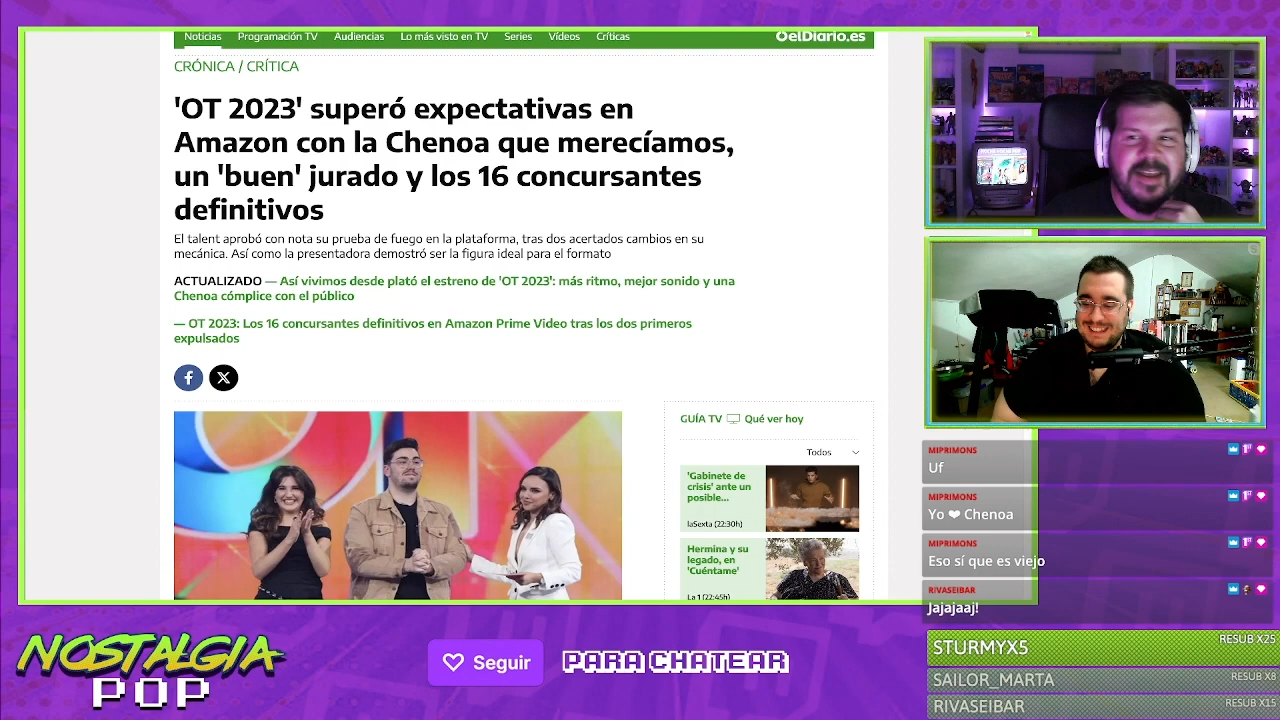 Noticias Programación TV Audiencias Lo más visto en TV Series Vídeos Críticas elDiario.es
CRÓNICA / CRÍTICA
'OT 2023' superó expectativas en
Amazon con la Chenoa que merecíamos,
un 'buen' jurado y los 16 concursantes
definitivos
El talent aprobó con nota su prueba de fuego en la plataforma, tras dos acertados cambios en su
mecánica. Así como la presentadora demostró ser la figura ideal para el formato
ACTUALIZADO — Así vivimos desde plató el estreno de 'OT 2023': más ritmo, mejor sonido y una
Chenoa cómplice con el público
— OT 2023: Los 16 concursantes definitivos en Amazon Prime Video tras los dos primeros
expulsados
GUÍA TV Qué ver hoy
Todos
'Gabinete de
crisis' ante un
posible...
laSexta (22:30h)
Hermina y su
legado, en
'Cuéntame'
La 1 (22:45h)
MIPRIMONS
Uf
MIPRIMONS
Yo ❤ Chenoa
MIPRIMONS
Eso sí que es viejo
RIVASEIBAR
Jajajaaj!
STURMYX5 RESUB X25
SAILOR_MARTA RESUB X8
RIVASEIBAR RESUB X15
NOSTALGIA
POP
Seguir
PARA CHATEAR